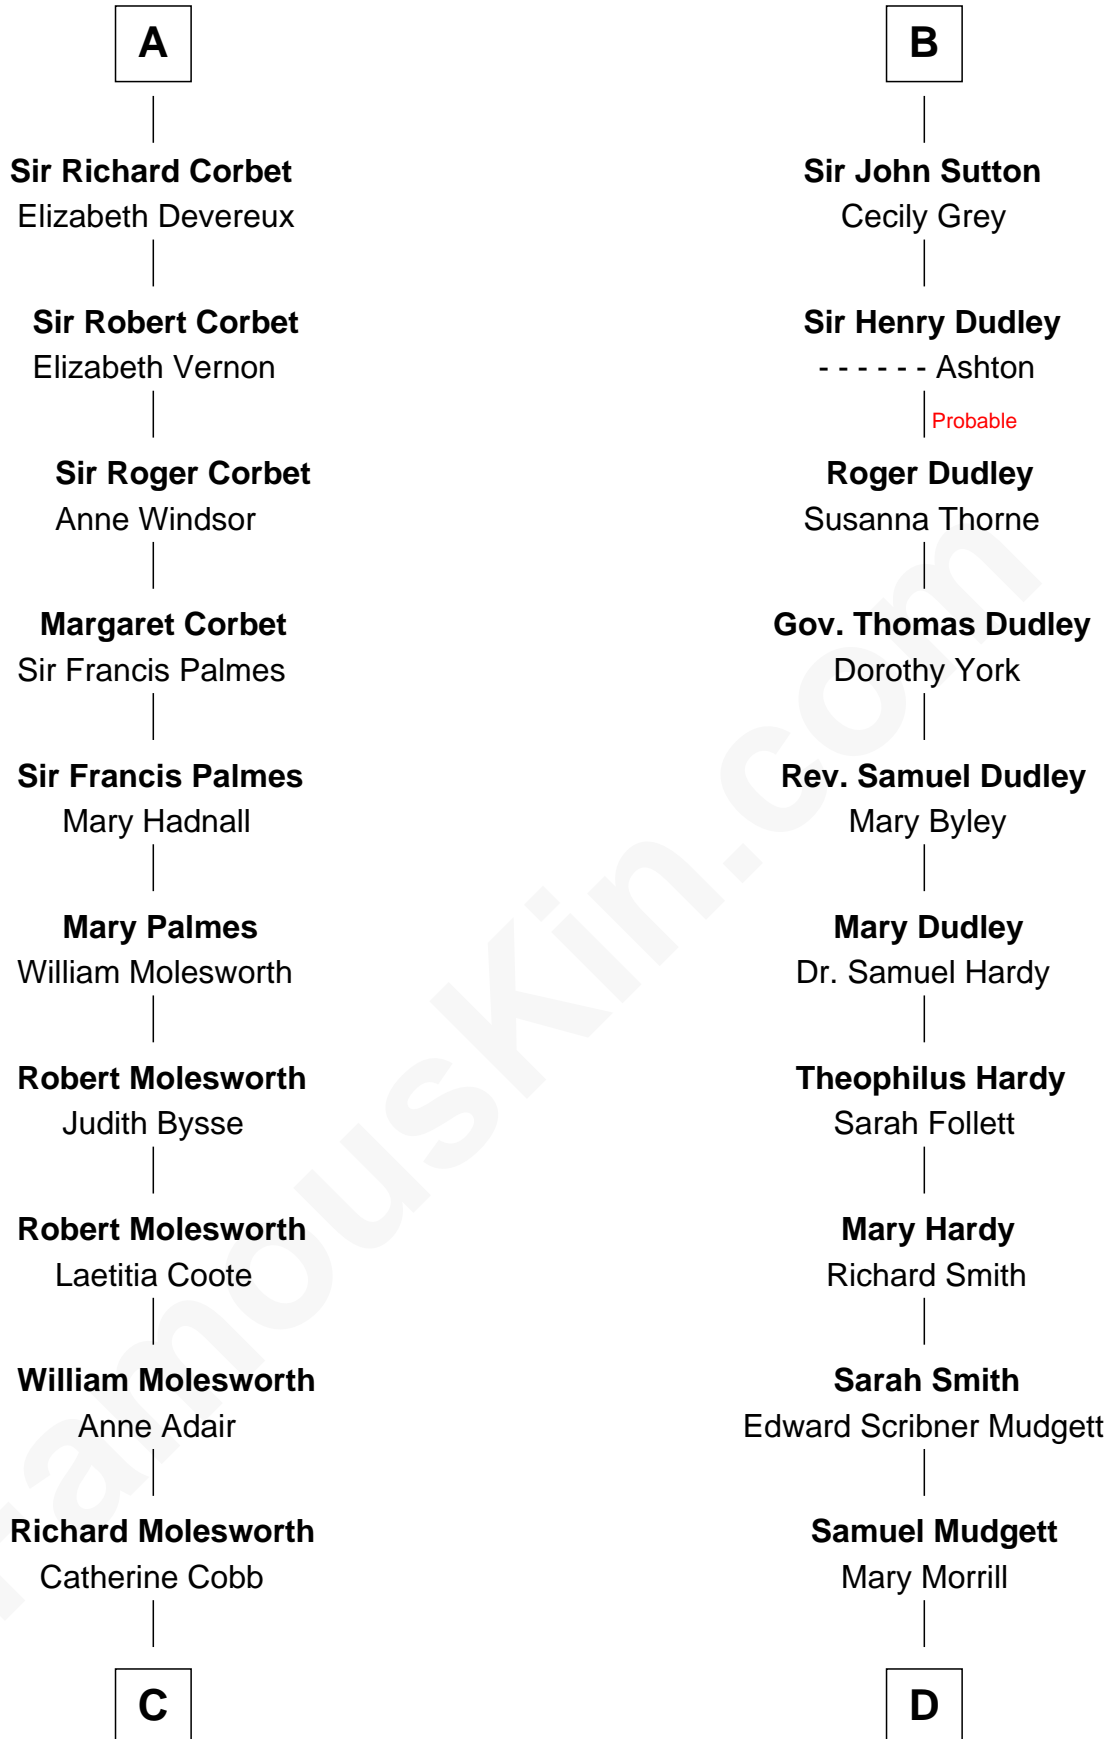 A
Sir Richard Corbet
Elizabeth Devereux
Sir Robert Corbet
Elizabeth Vernon
Sir Roger Corbet
Anne Windsor
Margaret Corbet
Sir Francis Palmes
Sir Francis Palmes
Mary Hadnall
Mary Palmes
William Molesworth
Robert Molesworth
Judith Bysse
Robert Molesworth
Laetitia Coote
William Molesworth
Anne Adair
Richard Molesworth
Catherine Cobb
C
B
Sir John Sutton
Cecily Grey
Sir Henry Dudley
- - - - - - Ashton
Probable
Roger Dudley
Susanna Thorne
Gov. Thomas Dudley
Dorothy York
Rev. Samuel Dudley
Mary Byley
Mary Dudley
Dr. Samuel Hardy
Theophilus Hardy
Sarah Follett
Mary Hardy
Richard Smith
Sarah Smith
Edward Scribner Mudgett
Samuel Mudgett
Mary Morrill
D
FamousKin.com